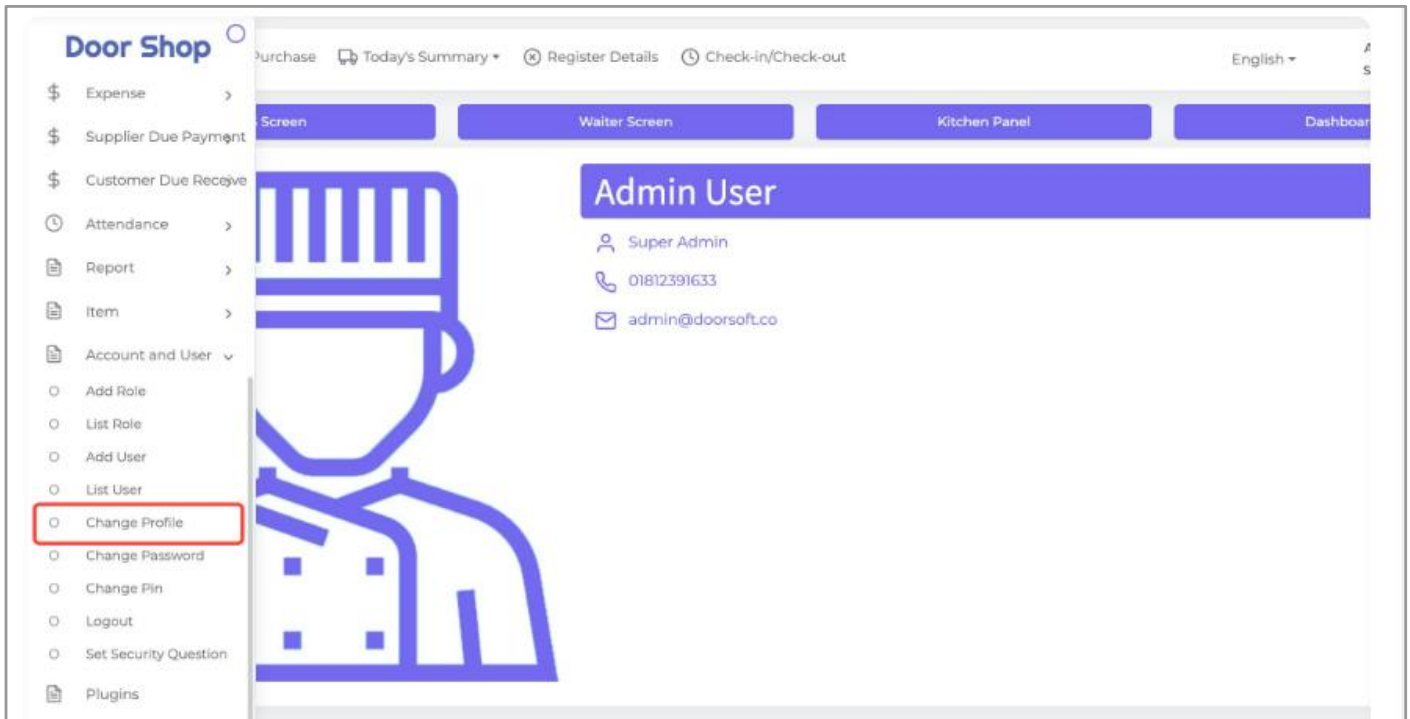 Door Shop
Purchase
Today's Summary
Register Details
Check-in/Check-out
English
Expense
Supplier Due Payment
Customer Due Receive
Attendance
Report
Item
Account and User
Add Role
List Role
Add User
List User
Change Profile
Change Password
Change Pin
Logout
Set Security Question
Plugins
Screen
Waiter Screen
Kitchen Panel
Admin User
Super Admin
01812391633
admin@doorsoft.co